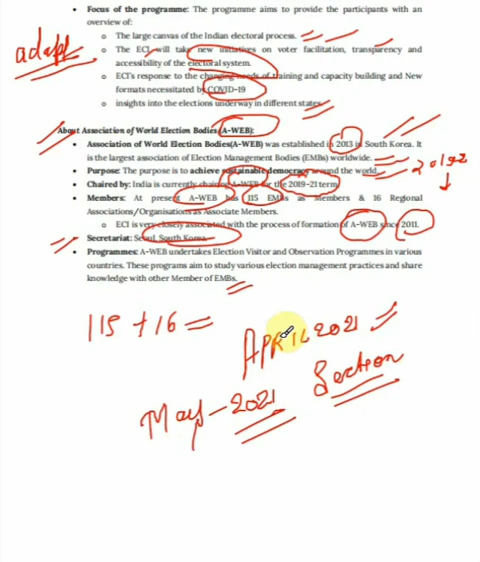 • Focus of the programme: The programme aims to provide the participants with an
overview of:
o The large canvas of the Indian electoral process.
o The ECI will take new initiatives on voter facilitation, transparency and
adapt
accessibility of the electoral system.
o ECI's response to the changing needs of training and capacity building and New
formats necessitated by COVID-19
o insights into the elections underway in different states.
About Association of World Election Bodies (A-WEB):
• Association of World Election Bodies(A-WEB) was established in 2013 in South Korea. It
is the largest association of Election Management Bodies (EMBs) worldwide.
• Purpose: The purpose is to achieve sustainable democracy around the world.
• Chaired by: India is currently chairing A-WEB for the 2019-21 term)
• Members: At present A-WEB has 115 EMBs as Members & 16 Regional
Associations/Organisations as Associate Members.
o ECI is very closely associated with the process of formation of A-WEB since 2011.
• Secretariat: Seoul, South Korea
• Programmes: A-WEB undertakes Election Visitor and Observation Programmes in various
countries. These programs aim to study various election management practices and share
knowledge with other Member of EMBs.
115 + 16 =
APRIL 2021
May - 2021 Section